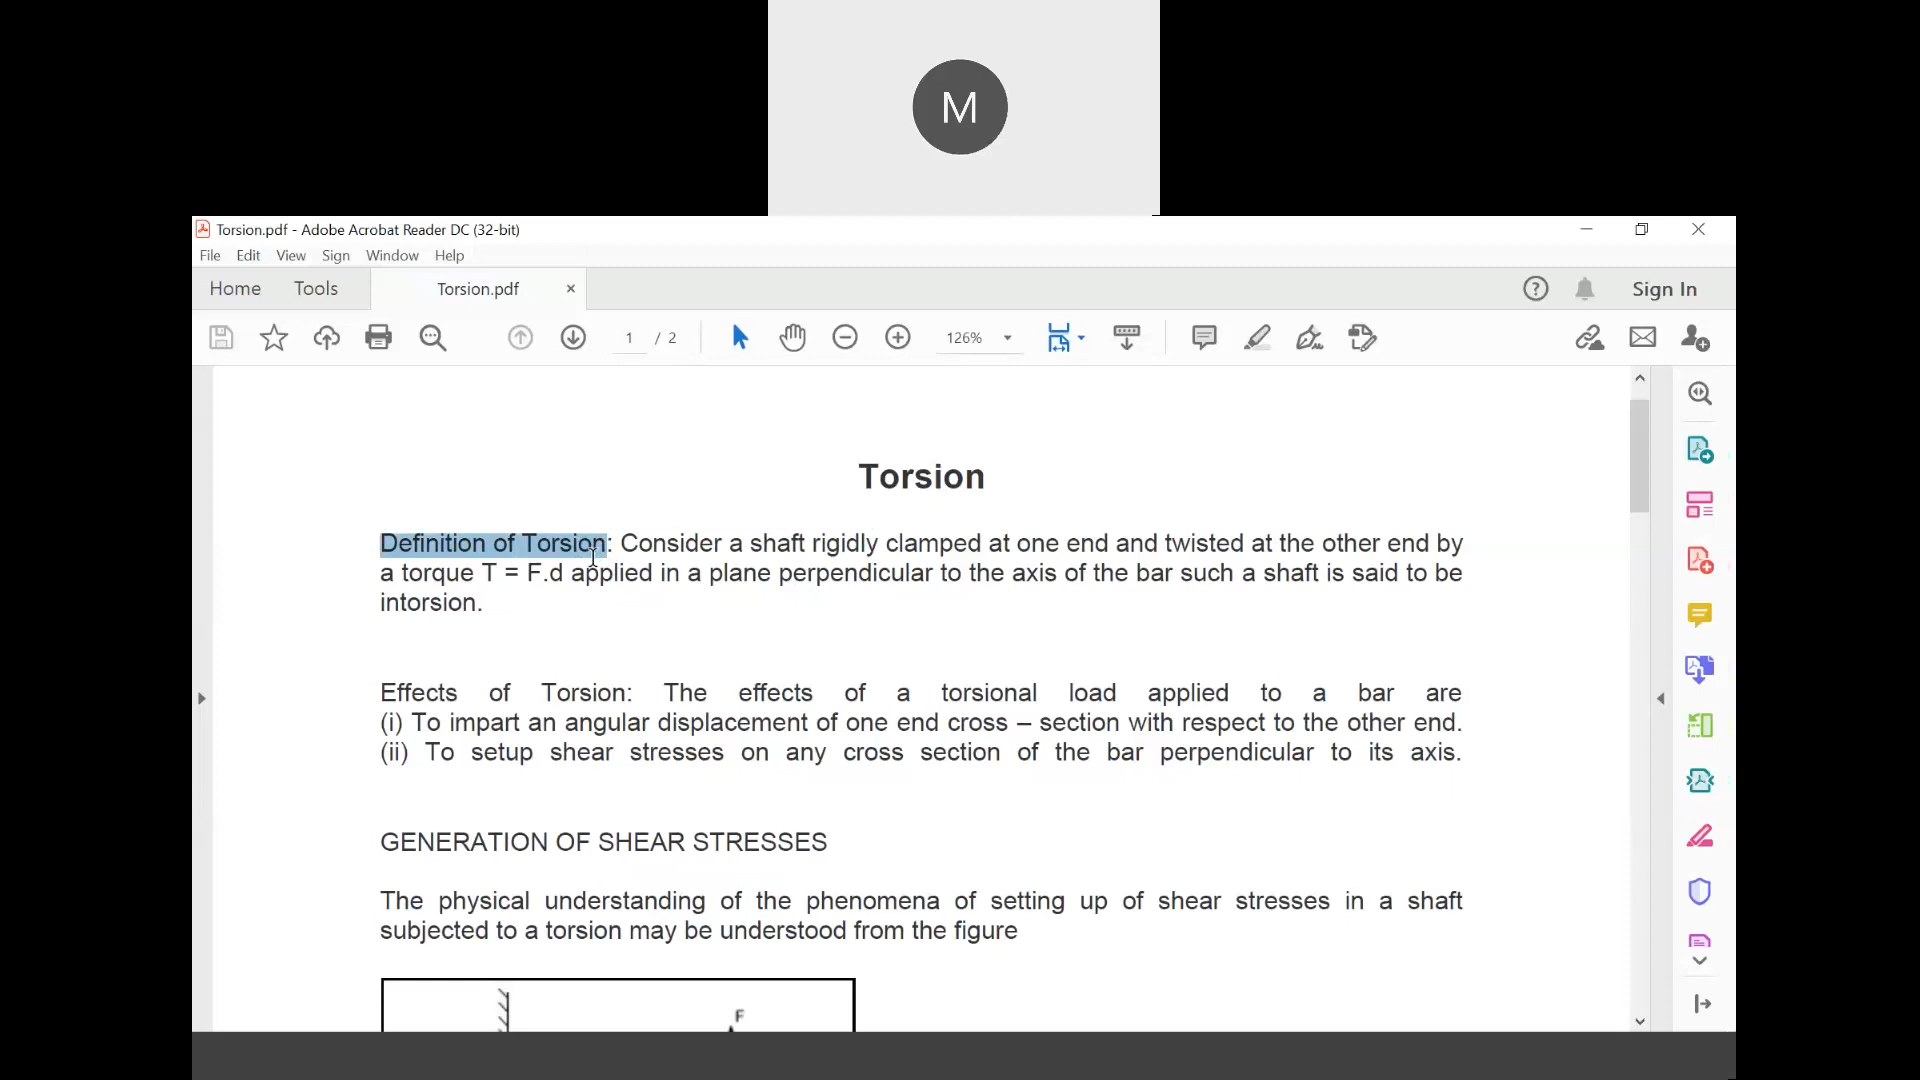 M
Torsion.pdf - Adobe Acrobat Reader DC (32-bit)
File Edit View Sign Window Help
Home Tools Torsion.pdf × Sign In
1 / 2 126%
Torsion
Definition of Torsion: Consider a shaft rigidly clamped at one end and twisted at the other end by
a torque T = F.d applied in a plane perpendicular to the axis of the bar such a shaft is said to be
intorsion.
Effects of Torsion: The effects of a torsional load applied to a bar are
(i) To impart an angular displacement of one end cross – section with respect to the other end.
(ii) To setup shear stresses on any cross section of the bar perpendicular to its axis.
GENERATION OF SHEAR STRESSES
The physical understanding of the phenomena of setting up of shear stresses in a shaft
subjected to a torsion may be understood from the figure
F